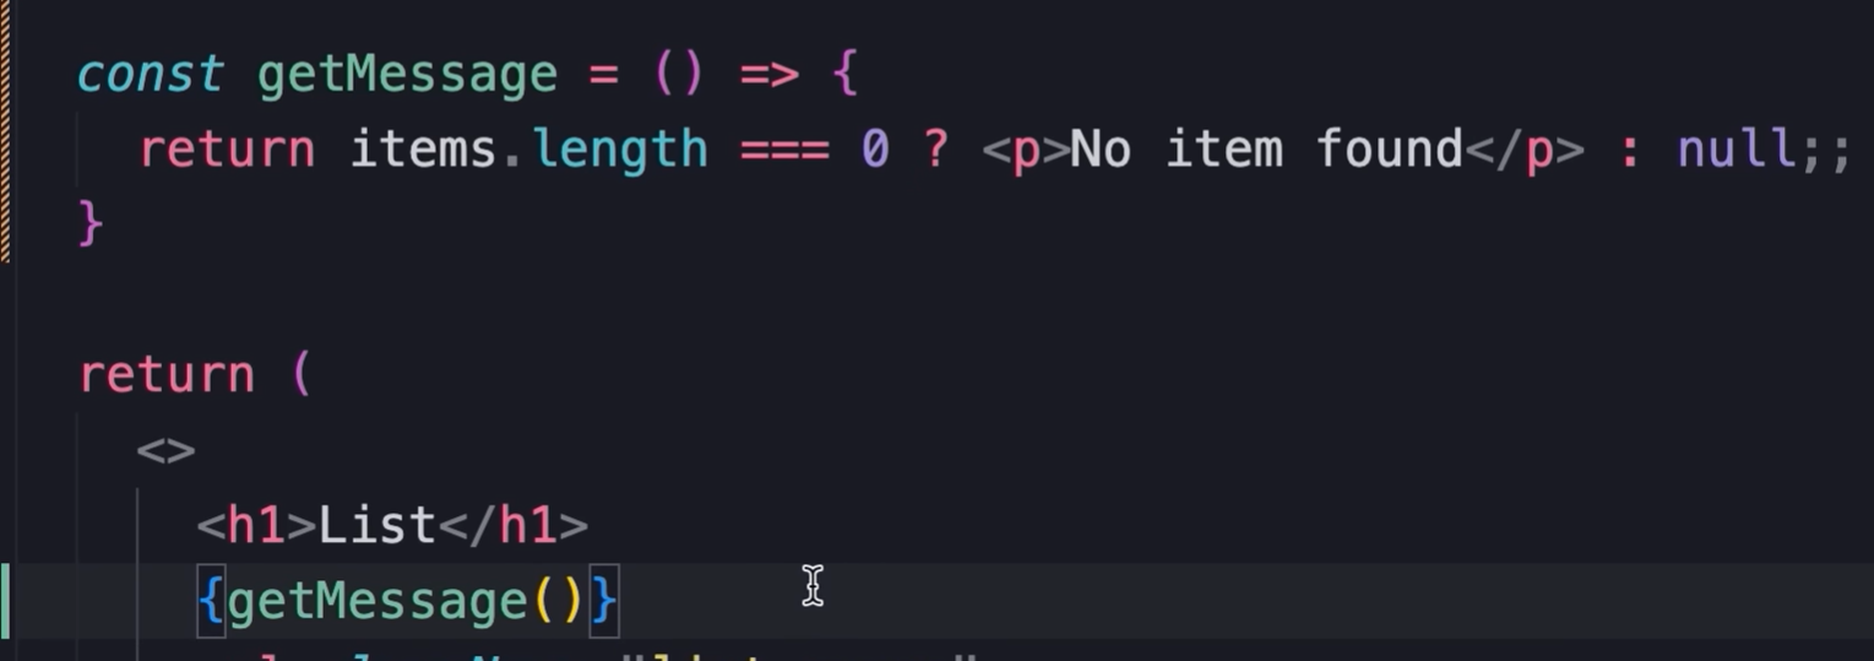 const getMessage = () => {
return items.length === 0 ? <p>No item found</p> : null;;
}
return (
<>
<h1>List</h1>
{getMessage()}